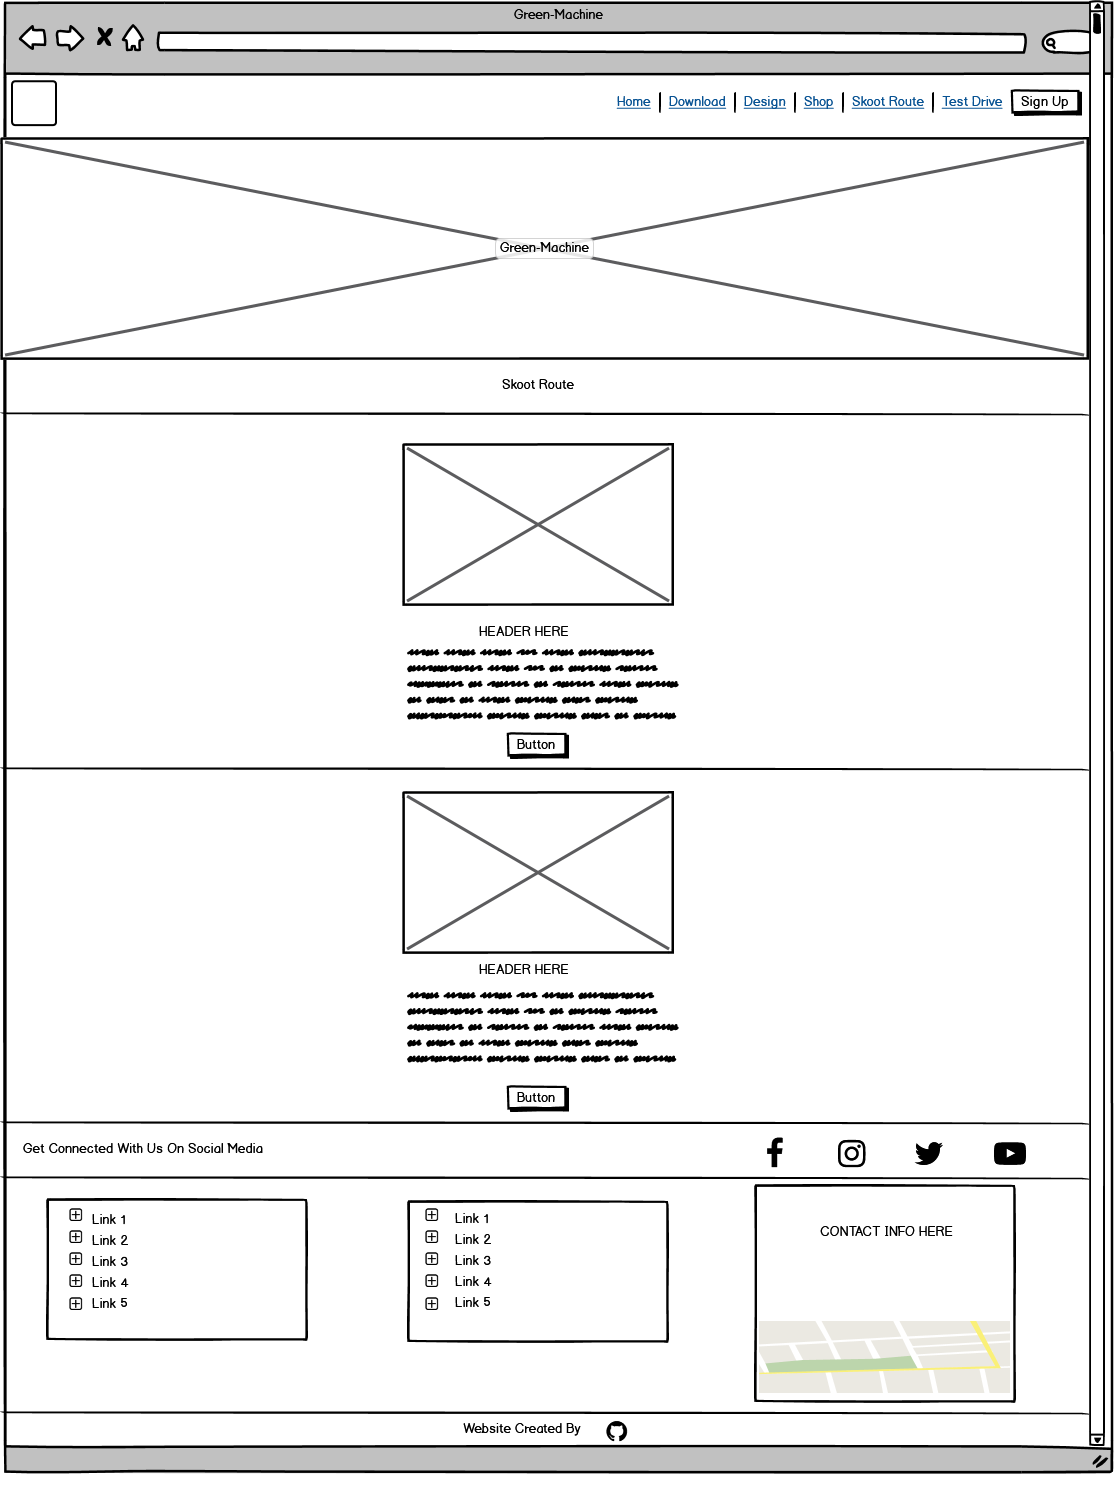 Green-Machine
Home Download Design Shop Skoot Route Test Drive Sign Up
Green-Machine
Skoot Route
HEADER HERE
Button
HEADER HERE
Button
Get Connected With Us On Social Media
Link 1
Link 2
Link 3
Link 4
Link 5
Link 1
Link 2
Link 3
Link 4
Link 5
CONTACT INFO HERE
Website Created By